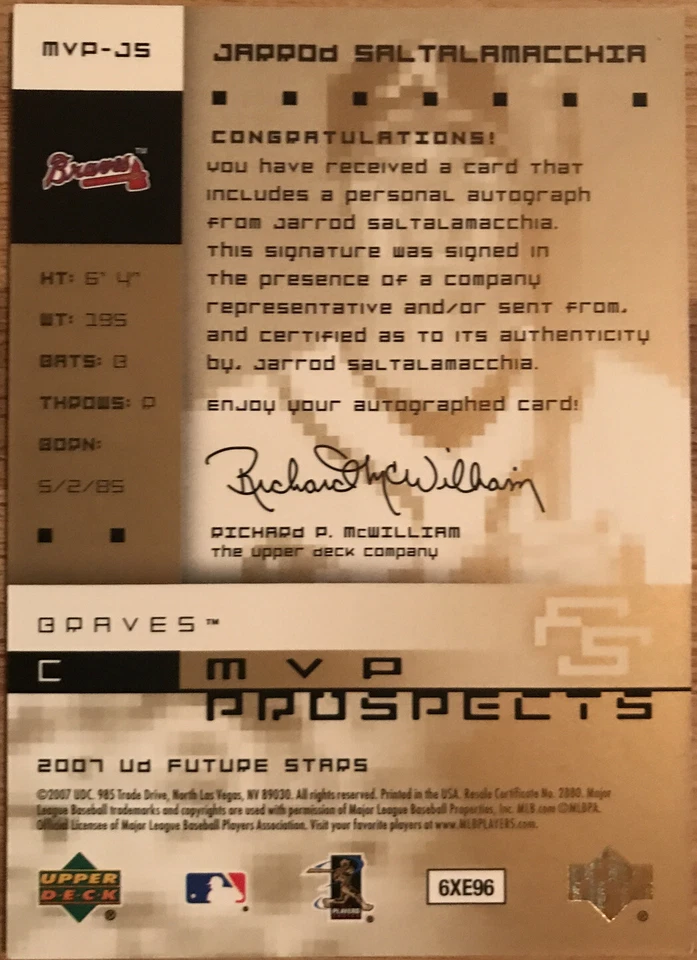 MVP-JS
Jarrod Saltalamacchia
Braves™
Congratulations!
You have received a card that
includes a personal autograph
from Jarrod Saltalamacchia.
This signature was signed in
the presence of a company
representative and/or sent from,
and certified as to its authenticity
by, Jarrod Saltalamacchia.
Enjoy your autographed card!
HT: 6' 4"
WT: 195
BATS: B
THROWS: R
BORN:
5/2/85
Richard P. McWilliam
RICHARD P. McWILLIAM
The Upper Deck Company
BRAVES™
FS
C
MVP
PROSPECTS
2007 UD FUTURE STARS
©2007 UDC. 985 Trade Drive, North Las Vegas, NV 89030. All rights reserved. Printed in the USA. Resale Certificate No. 2800. Major
League Baseball trademarks and copyrights are used with permission of Major League Baseball Properties, Inc. MLB.com ©MLBPA.
Official Licensee of Major League Baseball Players Association. Visit your favorite players at www.MLBPLAYERS.com.
UPPER
DECK®
PLAYERS
6XE96